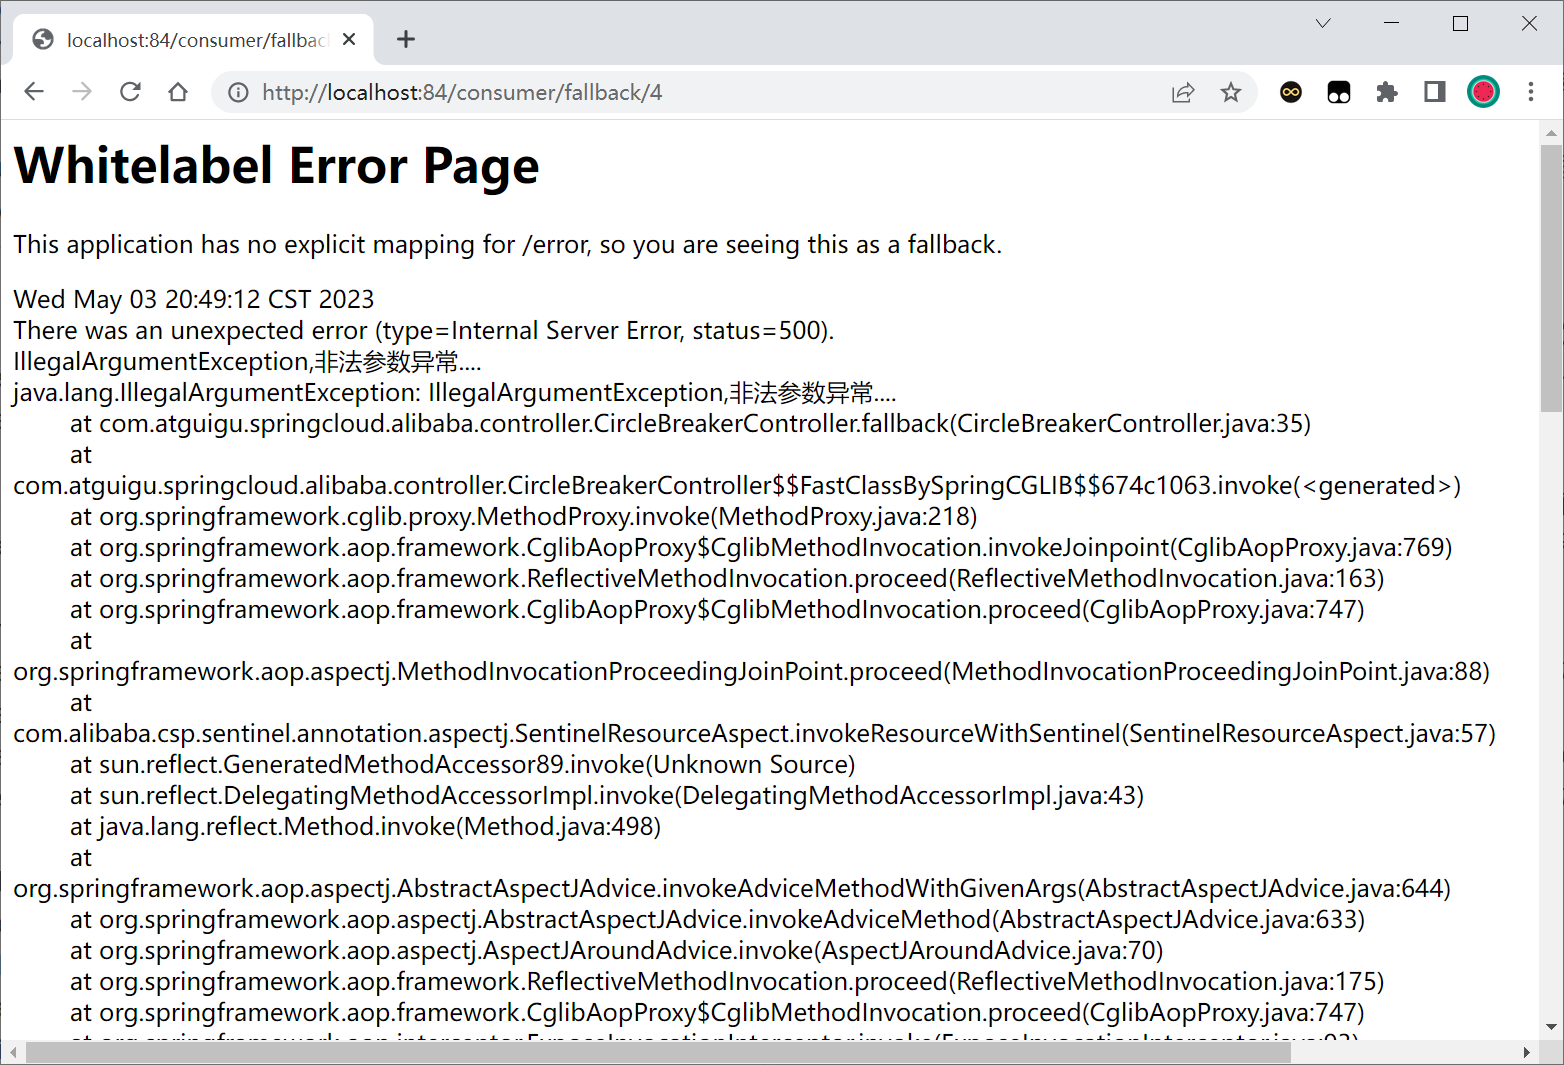 localhost:84/consumer/fallbac
http://localhost:84/consumer/fallback/4
Whitelabel Error Page
This application has no explicit mapping for /error, so you are seeing this as a fallback.
Wed May 03 20:49:12 CST 2023
There was an unexpected error (type=Internal Server Error, status=500).
IllegalArgumentException,非法参数异常....
java.lang.IllegalArgumentException: IllegalArgumentException,非法参数异常....
at com.atguigu.springcloud.alibaba.controller.CircleBreakerController.fallback(CircleBreakerController.java:35)
at
com.atguigu.springcloud.alibaba.controller.CircleBreakerController$$FastClassBySpringCGLIB$$674c1063.invoke(<generated>)
at org.springframework.cglib.proxy.MethodProxy.invoke(MethodProxy.java:218)
at org.springframework.aop.framework.CglibAopProxy$CglibMethodInvocation.invokeJoinpoint(CglibAopProxy.java:769)
at org.springframework.aop.framework.ReflectiveMethodInvocation.proceed(ReflectiveMethodInvocation.java:163)
at org.springframework.aop.framework.CglibAopProxy$CglibMethodInvocation.proceed(CglibAopProxy.java:747)
at
org.springframework.aop.aspectj.MethodInvocationProceedingJoinPoint.proceed(MethodInvocationProceedingJoinPoint.java:88)
at
com.alibaba.csp.sentinel.annotation.aspectj.SentinelResourceAspect.invokeResourceWithSentinel(SentinelResourceAspect.java:57)
at sun.reflect.GeneratedMethodAccessor89.invoke(Unknown Source)
at sun.reflect.DelegatingMethodAccessorImpl.invoke(DelegatingMethodAccessorImpl.java:43)
at java.lang.reflect.Method.invoke(Method.java:498)
at
org.springframework.aop.aspectj.AbstractAspectJAdvice.invokeAdviceMethodWithGivenArgs(AbstractAspectJAdvice.java:644)
at org.springframework.aop.aspectj.AbstractAspectJAdvice.invokeAdviceMethod(AbstractAspectJAdvice.java:633)
at org.springframework.aop.aspectj.AspectJAroundAdvice.invoke(AspectJAroundAdvice.java:70)
at org.springframework.aop.framework.ReflectiveMethodInvocation.proceed(ReflectiveMethodInvocation.java:175)
at org.springframework.aop.framework.CglibAopProxy$CglibMethodInvocation.proceed(CglibAopProxy.java:747)
at org.springframework.aop.interceptor.ExposeInvocationInterceptor.invoke(ExposeInvocationInterceptor.java:93)